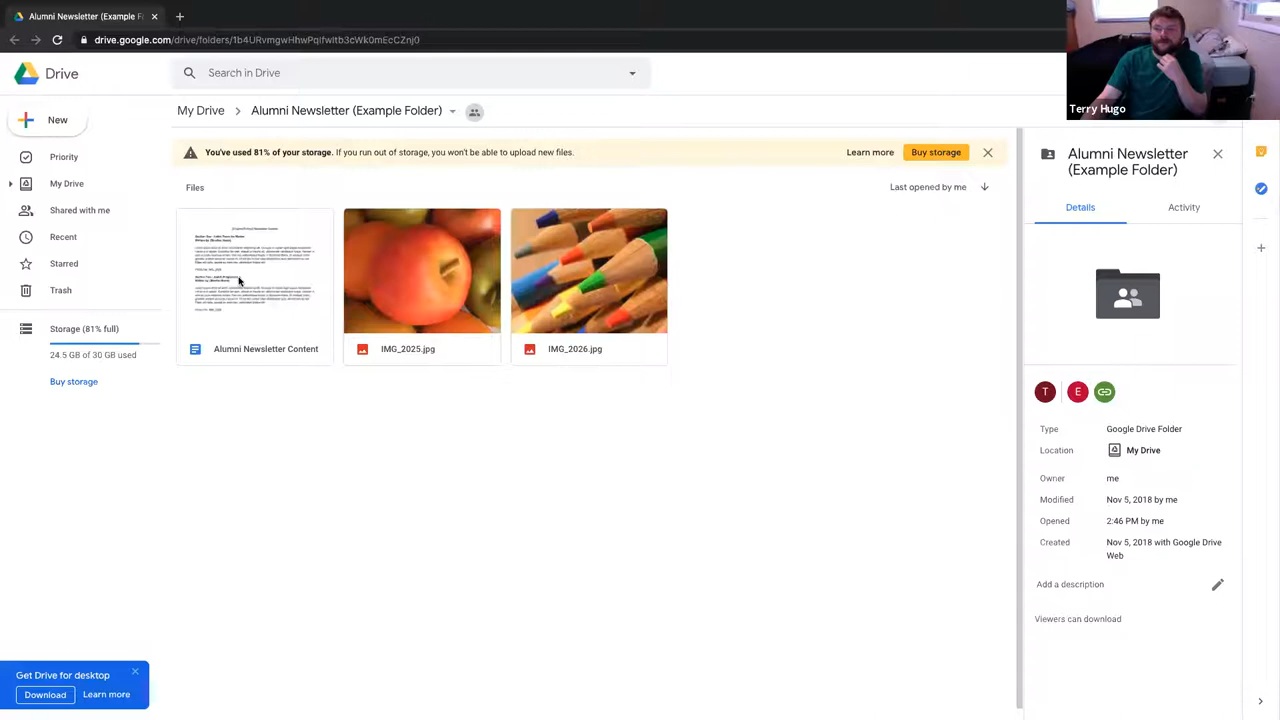 Alumni Newsletter (Example F
drive.google.com/drive/folders/1b4URvmgwHhwPqIfwItb3cWk0mEcCZnj0
Terry Hugo
Drive
Search in Drive
New
My Drive
Alumni Newsletter (Example Folder)
You've used 81% of your storage. If you run out of storage, you won't be able to upload new files.
Learn more
Buy storage
Priority
My Drive
Shared with me
Recent
Starred
Trash
Storage (81% full)
24.5 GB of 30 GB used
Buy storage
Files
Last opened by me
Alumni Newsletter Content
IMG_2025.jpg
IMG_2026.jpg
Alumni Newsletter
(Example Folder)
Details
Activity
T
E
Type
Google Drive Folder
Location
My Drive
Owner
me
Modified
Nov 5, 2018 by me
Opened
2:46 PM by me
Created
Nov 5, 2018 with Google Drive
Web
Add a description
Viewers can download
Get Drive for desktop
Download
Learn more